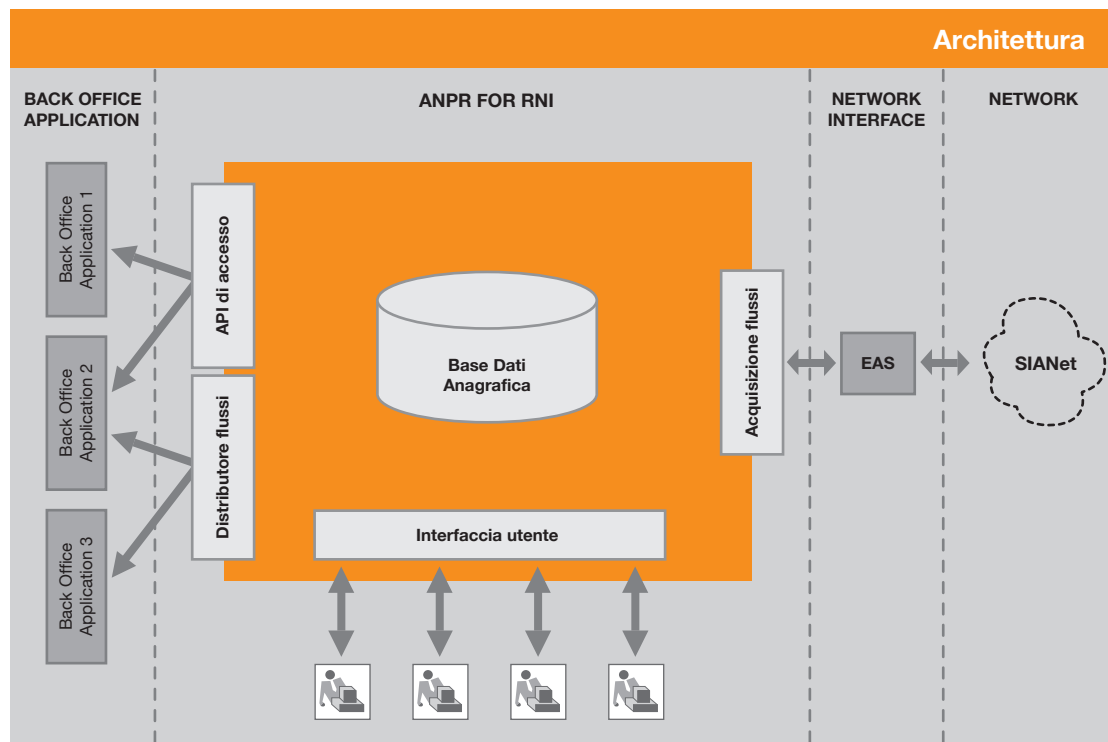 Architettura
BACK OFFICE
APPLICATION
ANPR FOR RNI
NETWORK
INTERFACE
NETWORK
Back Office
Application 1
Back Office
Application 2
Back Office
Application 3
API di accesso
Distributore flussi
Base Dati
Anagrafica
Interfaccia utente
Acquisizione flussi
EAS
SIANet